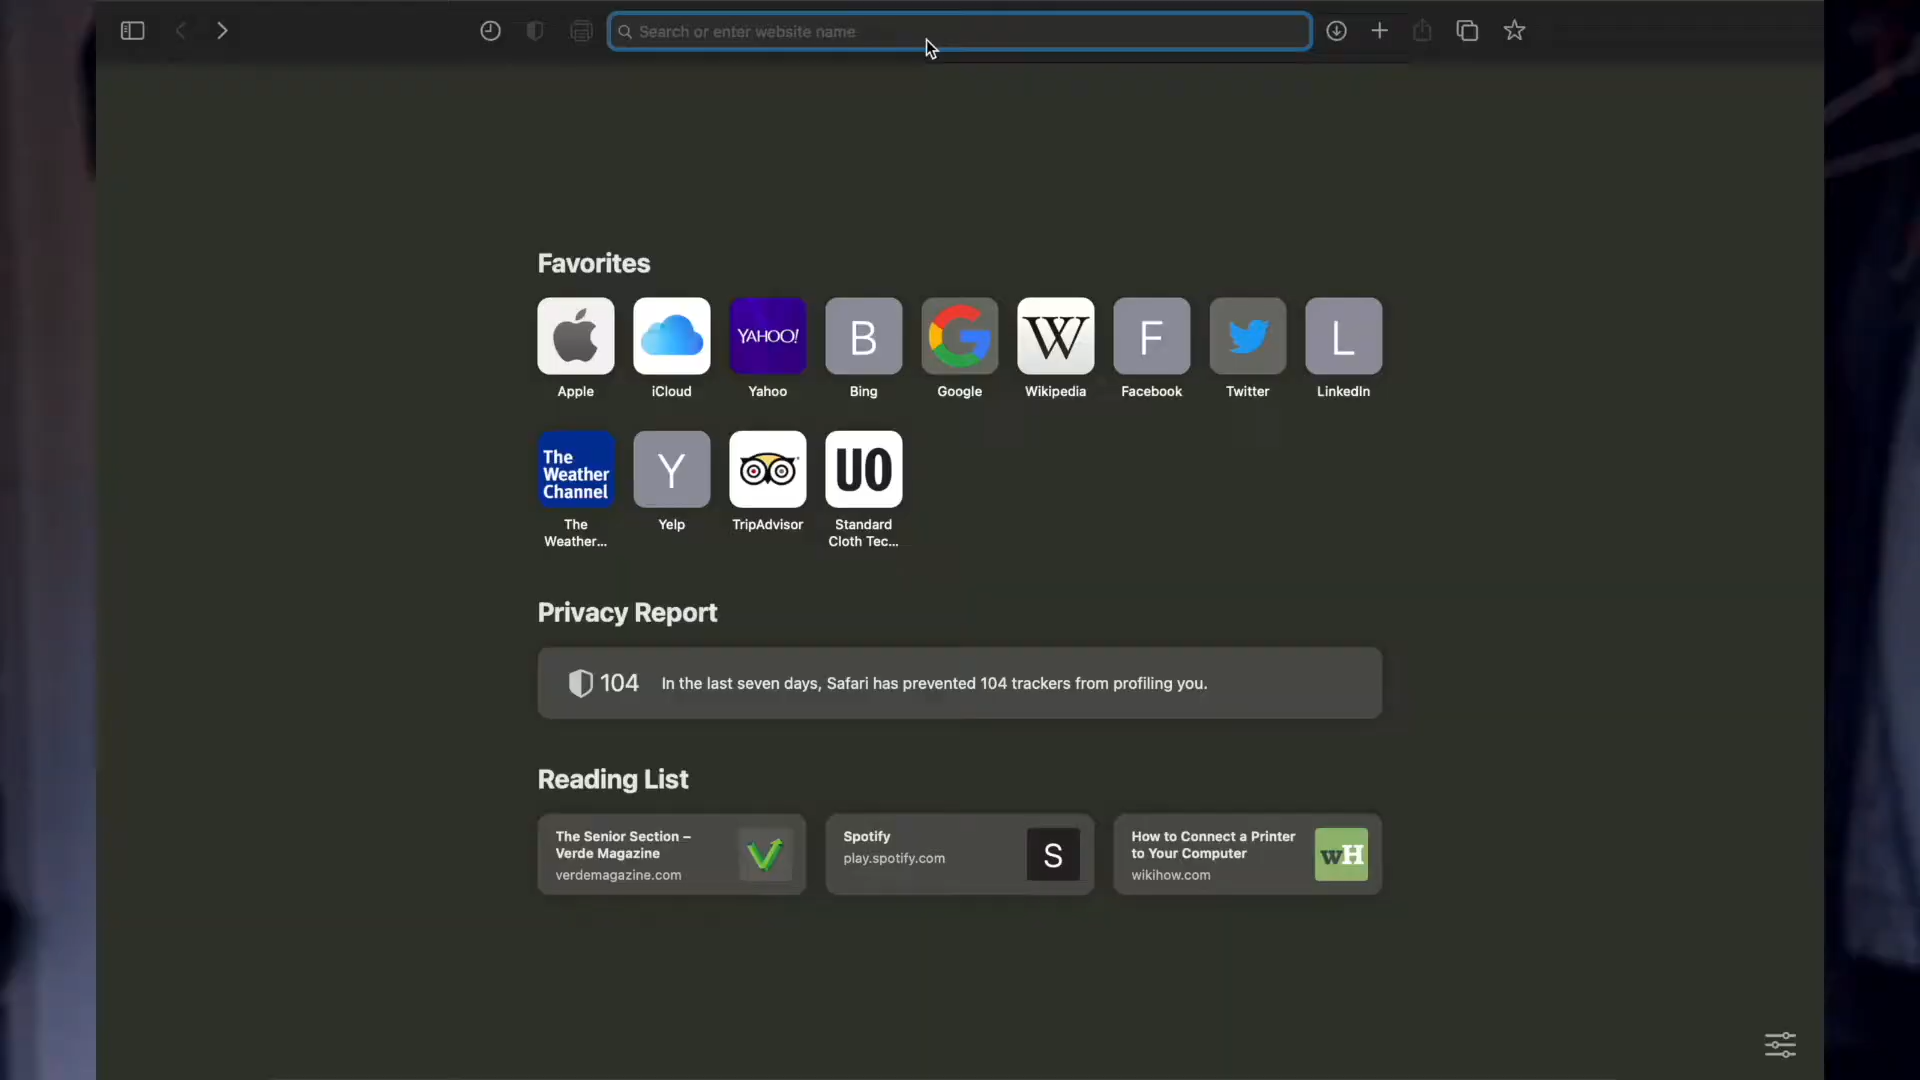 Search or enter website name
Favorites
YAHOO!
B
W
F
L
Apple
iCloud
Yahoo
Bing
Google
Wikipedia
Facebook
Twitter
LinkedIn
The
Weather
Channel
Y
UO
The
Weather...
Yelp
TripAdvisor
Standard
Cloth Tec...
Privacy Report
104
In the last seven days, Safari has prevented 104 trackers from profiling you.
Reading List
The Senior Section –
Verde Magazine
verdemagazine.com
Spotify
play.spotify.com
S
How to Connect a Printer
to Your Computer
wikihow.com
wH